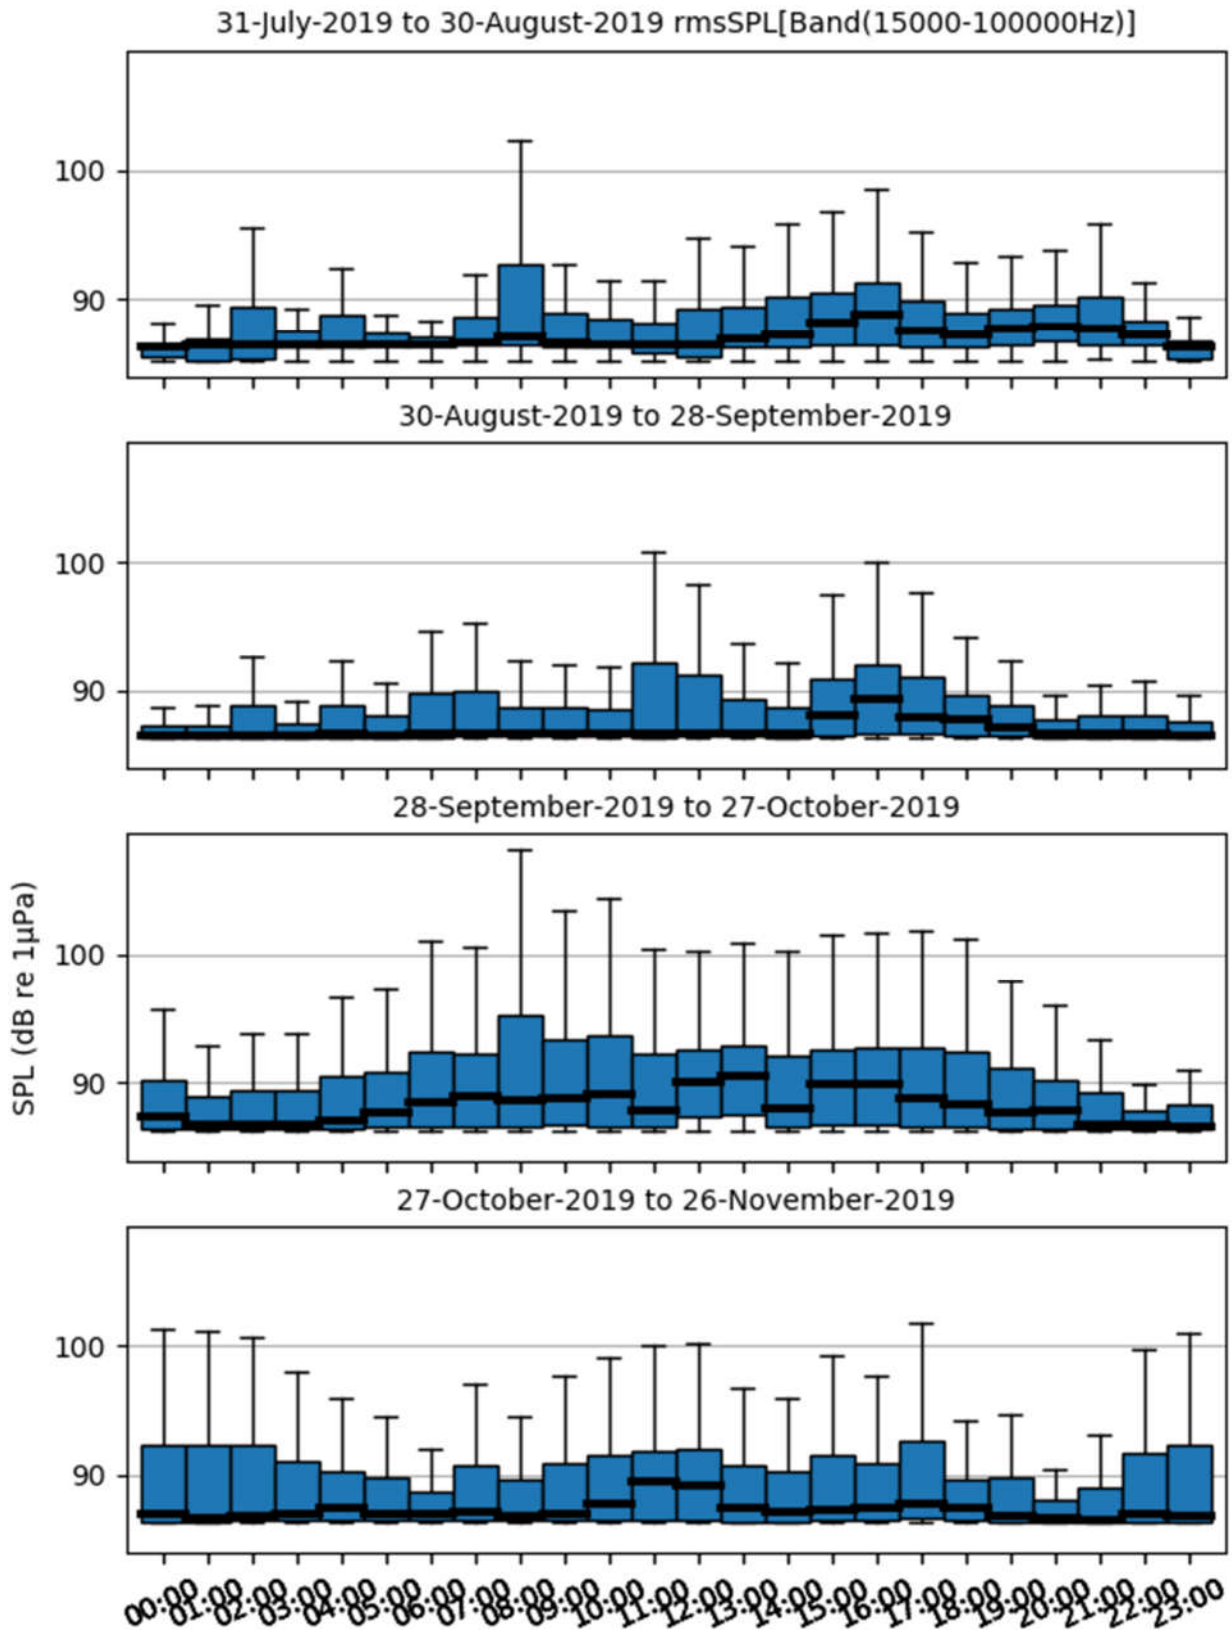 31-July-2019 to 30-August-2019 rmsSPL[Band(15000-100000Hz)]
100
90
30-August-2019 to 28-September-2019
100
90
28-September-2019 to 27-October-2019
SPL (dB re 1µPa)
100
90
27-October-2019 to 26-November-2019
100
90
00:00 01:00 02:00 03:00 04:00 05:00 06:00 07:00 08:00 09:00 10:00 11:00 12:00 13:00 14:00 15:00 16:00 17:00 18:00 19:00 20:00 21:00 22:00 23:00